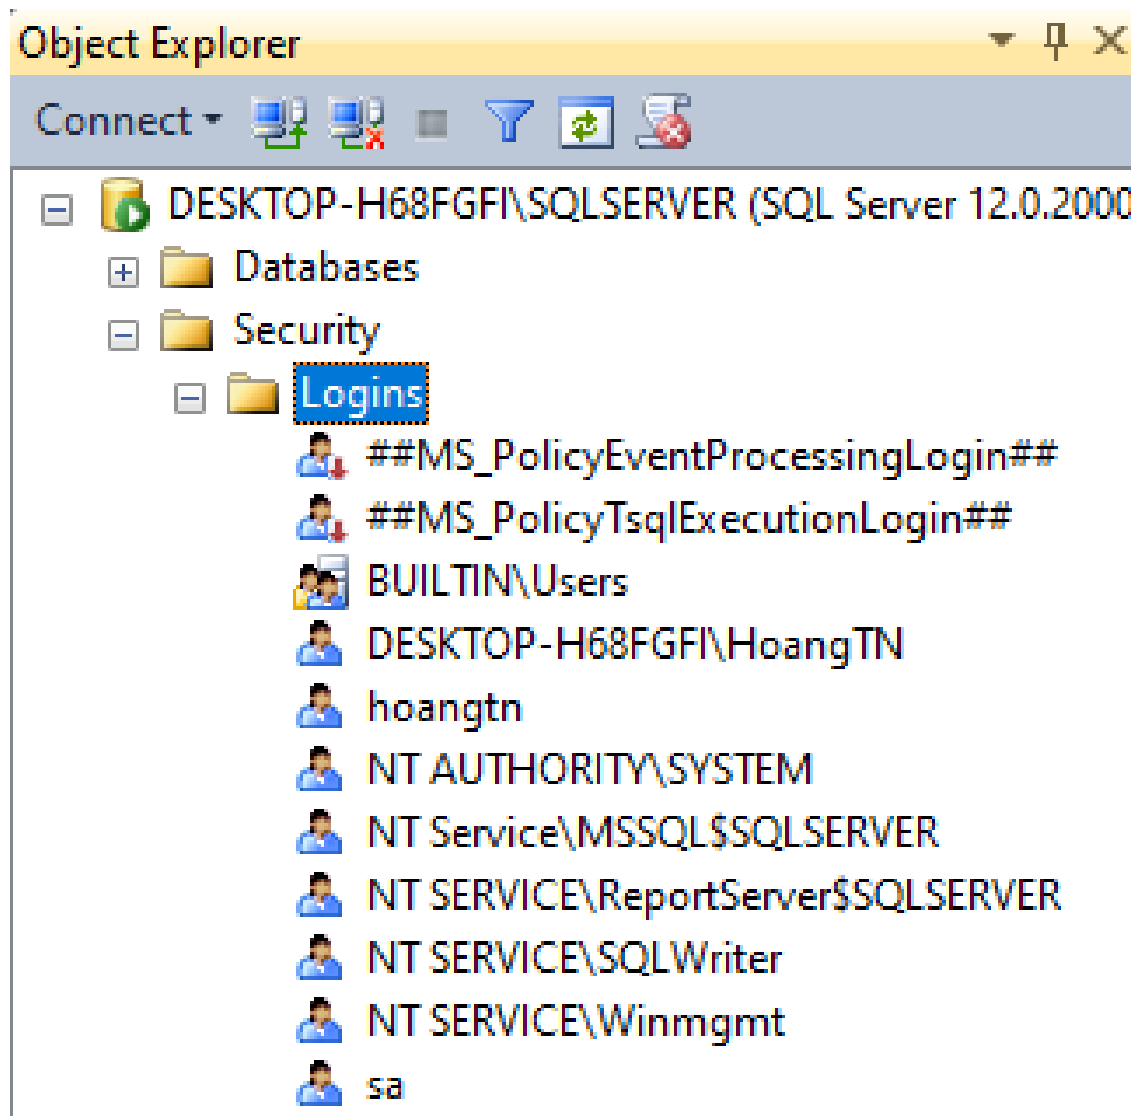 Object Explorer
Connect
DESKTOP-H68FGFI\SQLSERVER (SQL Server 12.0.2000
Databases
Security
Logins
##MS_PolicyEventProcessingLogin##
##MS_PolicyTsqlExecutionLogin##
BUILTIN\Users
DESKTOP-H68FGFI\HoangTN
hoangtn
NT AUTHORITY\SYSTEM
NT Service\MSSQL$SQLSERVER
NT SERVICE\ReportServer$SQLSERVER
NT SERVICE\SQLWriter
NT SERVICE\Winmgmt
sa